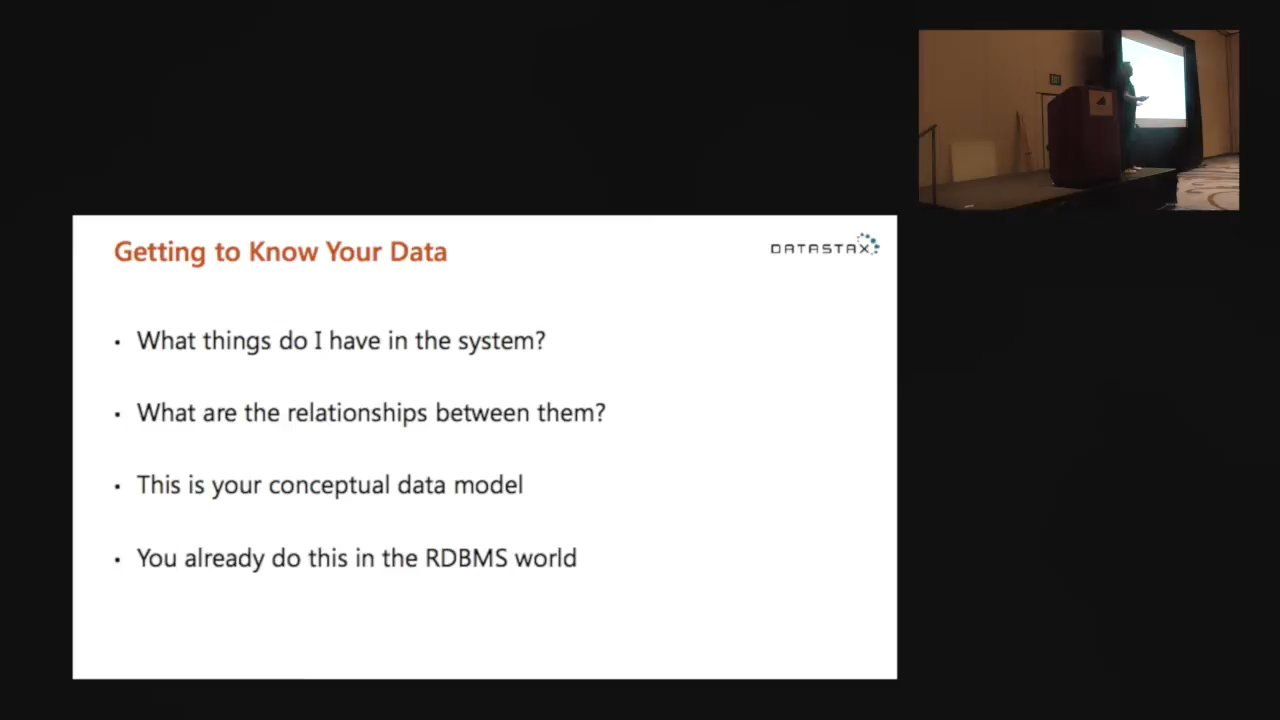 Getting to Know Your Data
DATASTAX
• What things do I have in the system?
• What are the relationships between them?
• This is your conceptual data model
• You already do this in the RDBMS world